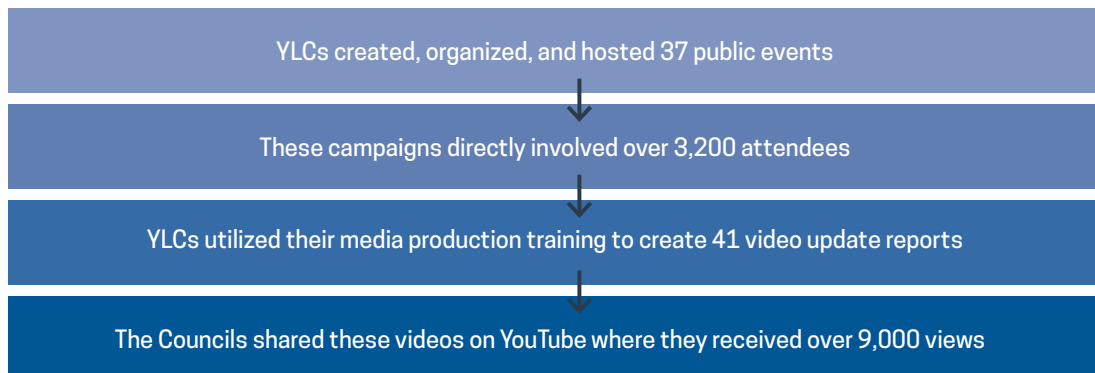 YLCs created, organized, and hosted 37 public events
These campaigns directly involved over 3,200 attendees
YLCs utilized their media production training to create 41 video update reports
The Councils shared these videos on YouTube where they received over 9,000 views